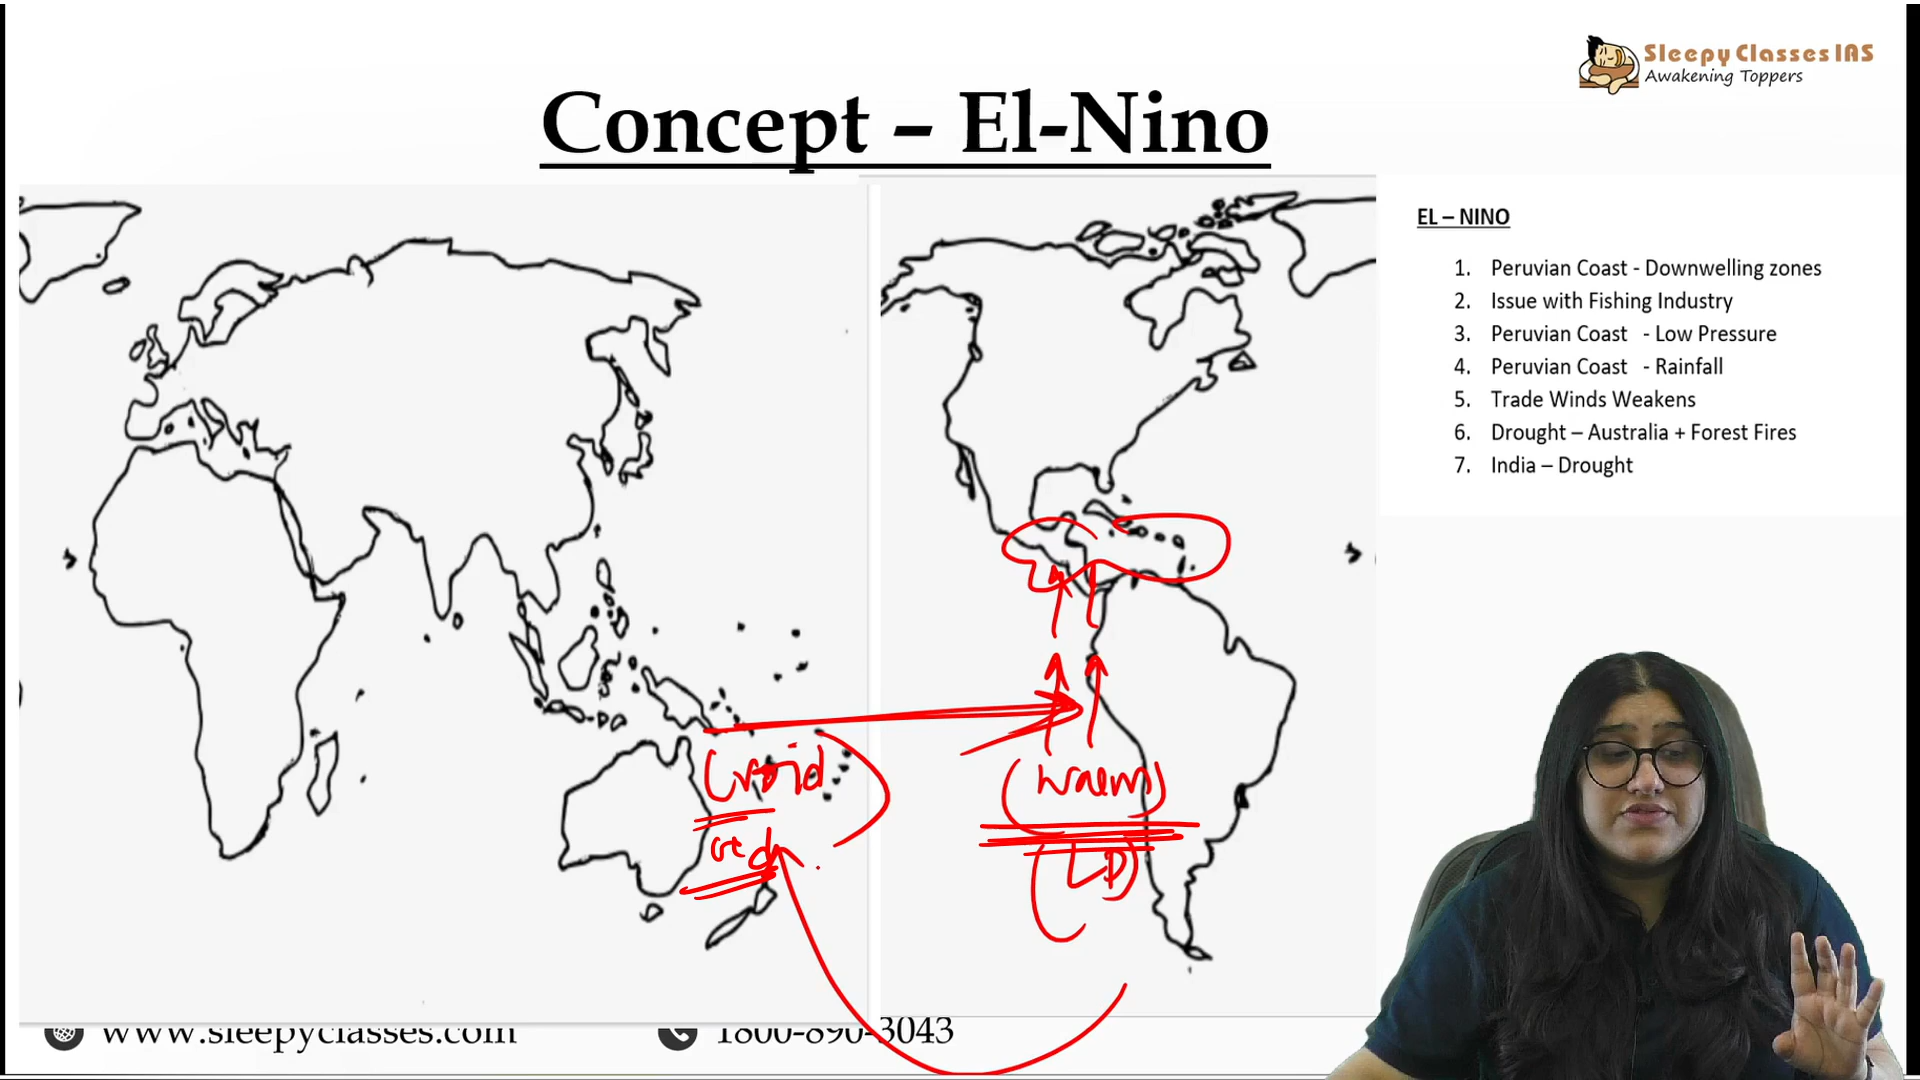 Sleepy Classes IAS
Awakening Toppers
Concept – El-Nino
EL – NINO
1. Peruvian Coast - Downwelling zones
2. Issue with Fishing Industry
3. Peruvian Coast - Low Pressure
4. Peruvian Coast - Rainfall
5. Trade Winds Weakens
6. Drought – Australia + Forest Fires
7. India – Drought
(warm)
www.sleepyclasses.com
1800-890-3043